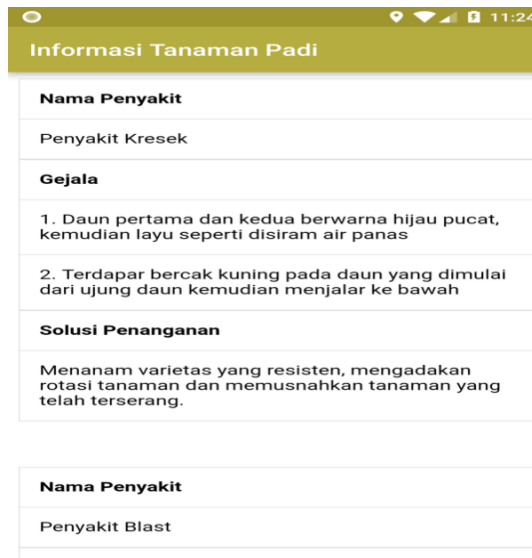 11:24
Informasi Tanaman Padi
Nama Penyakit
Penyakit Kresek
Gejala
1. Daun pertama dan kedua berwarna hijau pucat,
kemudian layu seperti disiram air panas
2. Terdapar bercak kuning pada daun yang dimulai
dari ujung daun kemudian menjalar ke bawah
Solusi Penanganan
Menanam varietas yang resisten, mengadakan
rotasi tanaman dan memusnahkan tanaman yang
telah terserang.
Nama Penyakit
Penyakit Blast